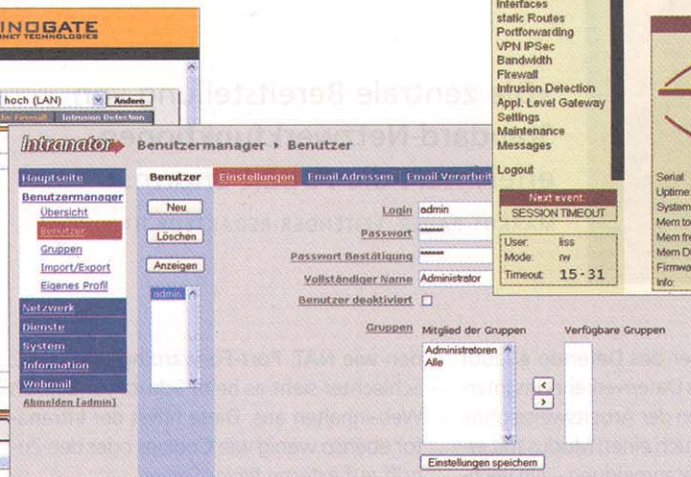 INOGATE
NET TECHNOLOGIES
hoch (LAN)
Ändern
Intrusion Detection
Interfaces
static Routes
Portforwarding
VPN IPSec
Bandwidth
Firewall
Intrusion Detection
Appl. Level Gateway
Settings
Maintenance
Messages
Logout
Next event:
SESSION TIMEOUT
User: liss
Mode: rw
Timeout: 15 - 31
Serial:
Uptime:
System
Mem to
Mem fre
Mem D
Firmwa
Info:
Intranator
Benutzermanager ▸ Benutzer
Hauptseite
Benutzermanager
Übersicht
Benutzer
Gruppen
Import/Export
Eigenes Profil
Netzwerk
Dienste
System
Information
Webmail
Abmelden [admin]
Benutzer
Neu
Löschen
Anzeigen
admin
Einstellungen
Email Adressen
Email Verarbeit
Login admin
Passwort ******
Passwort Bestätigung ******
Vollständiger Name Administrator
Benutzer deaktiviert
Gruppen
Mitglied der Gruppen
Verfügbare Gruppen
Administratoren
Alle
<
>
Einstellungen speichern